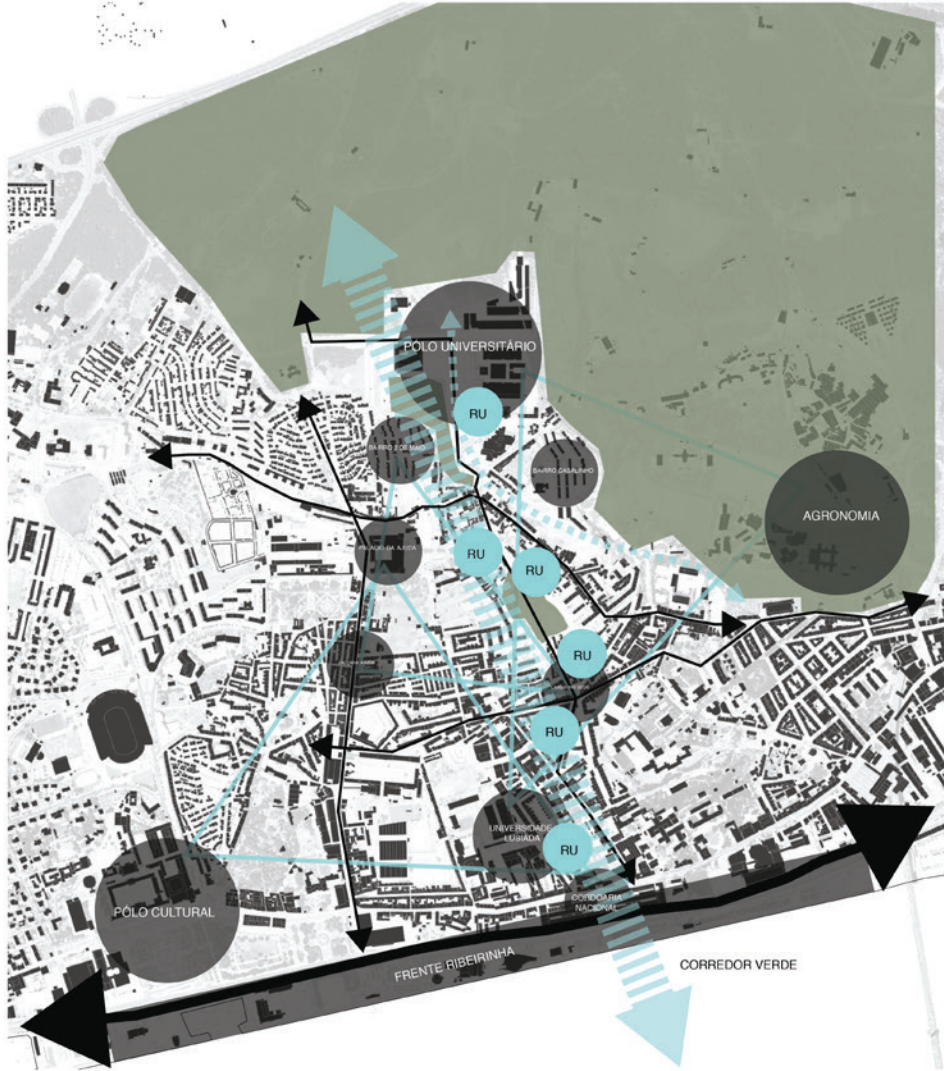 PÓLO UNIVERSITÁRIO
RU
BAIRRO 2 DE MAIO
BAIRRO CASALINHO
AGRONOMIA
PALÁCIO DA AJUDA
RU
RU
RU
RU
UNIVERSIDADE
LUSÍADA
RU
CORDOARIA
NACIONAL
PÓLO CULTURAL
FRENTE RIBEIRINHA
CORREDOR VERDE